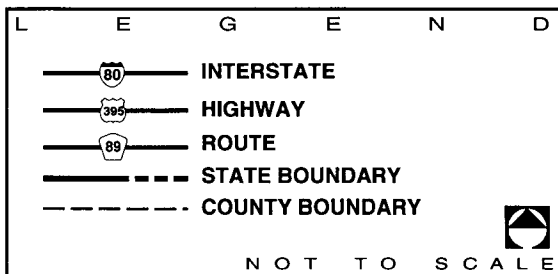 L E G E N D
80 INTERSTATE
395 HIGHWAY
89 ROUTE
STATE BOUNDARY
COUNTY BOUNDARY
NOT TO SCALE